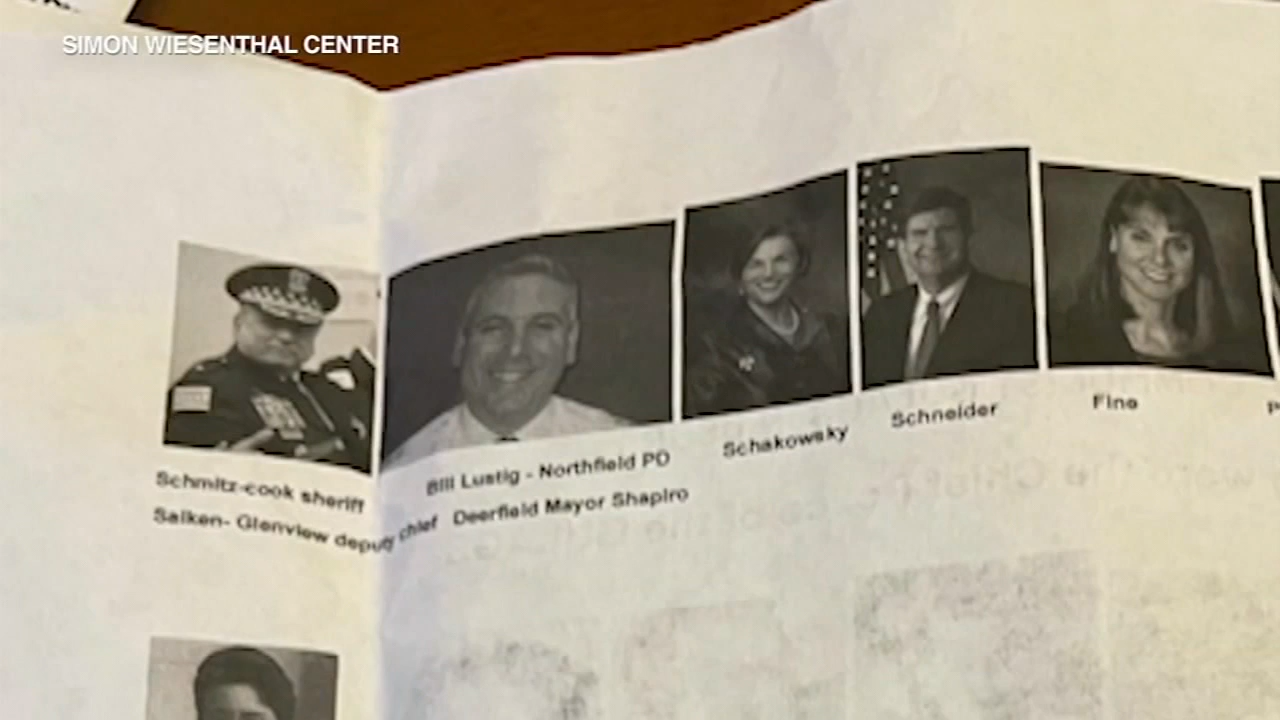 SIMON WIESENTHAL CENTER
Schmitz-cook sheriff
Bill Lustig - Northfield PD
Schakowsky
Schneider
Fine
Salken- Glenview deputy chief Deerfield Mayor Shapiro